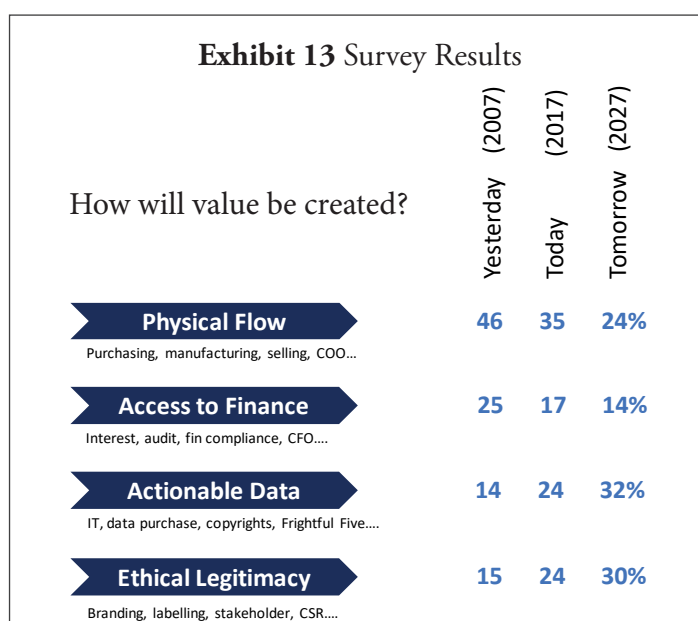 Exhibit 13 Survey Results
How will value be created?
Yesterday (2007)
Today (2017)
Tomorrow (2027)
Physical Flow 46 35 24%
Purchasing, manufacturing, selling, COO...
Access to Finance 25 17 14%
Interest, audit, fin compliance, CFO....
Actionable Data 14 24 32%
IT, data purchase, copyrights, Frightful Five....
Ethical Legitimacy 15 24 30%
Branding, labelling, stakeholder, CSR....